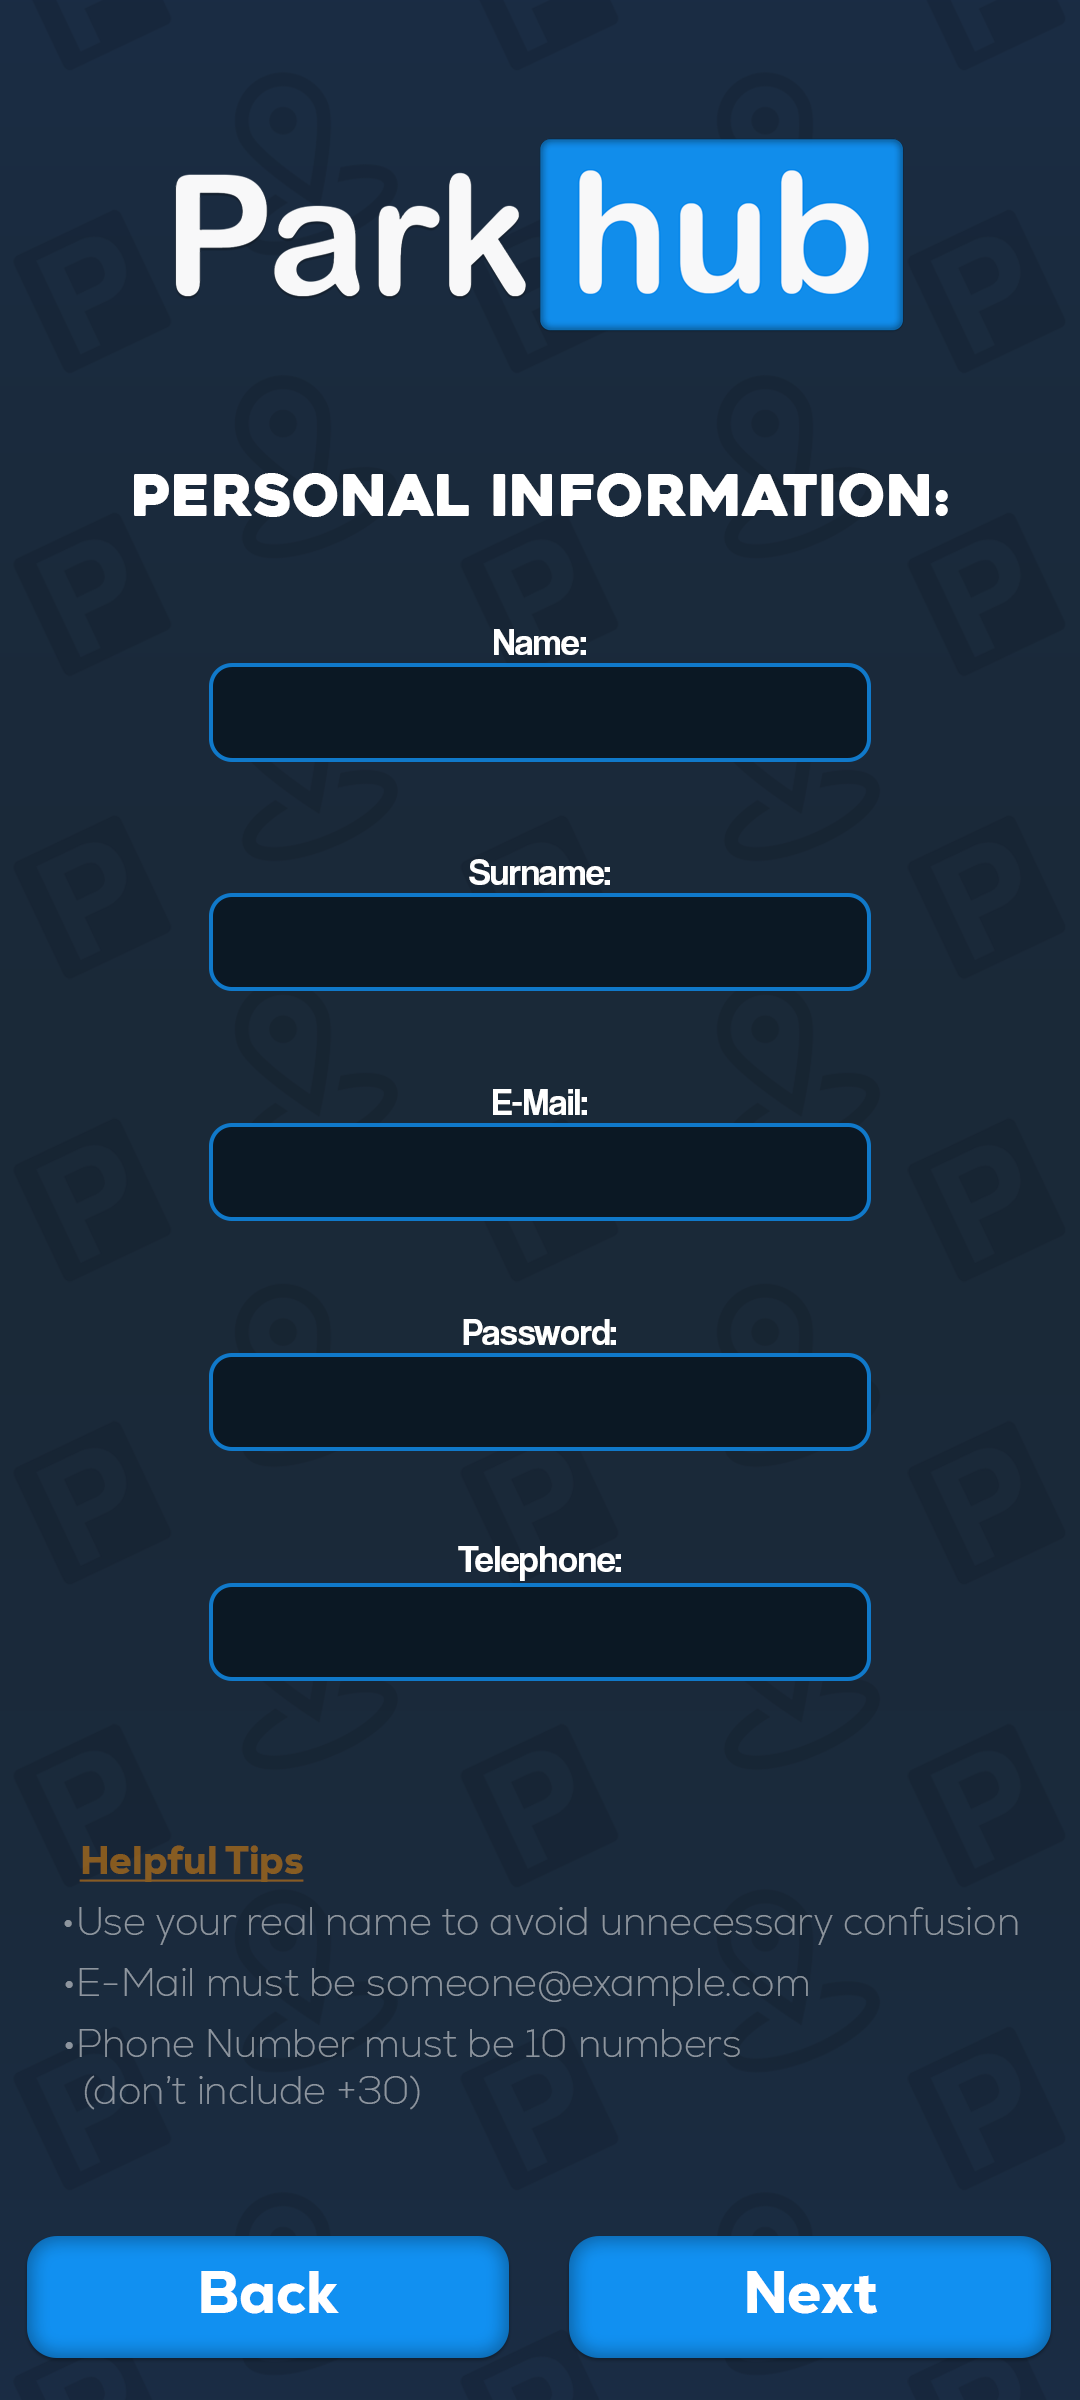 Park hub
PERSONAL INFORMATION:
Name:
Surname:
E-Mail:
Password:
Telephone:
Helpful Tips
•Use your real name to avoid unnecessary confusion
•E-Mail must be someone@example.com
•Phone Number must be 10 numbers
(don't include +30)
Back
Next